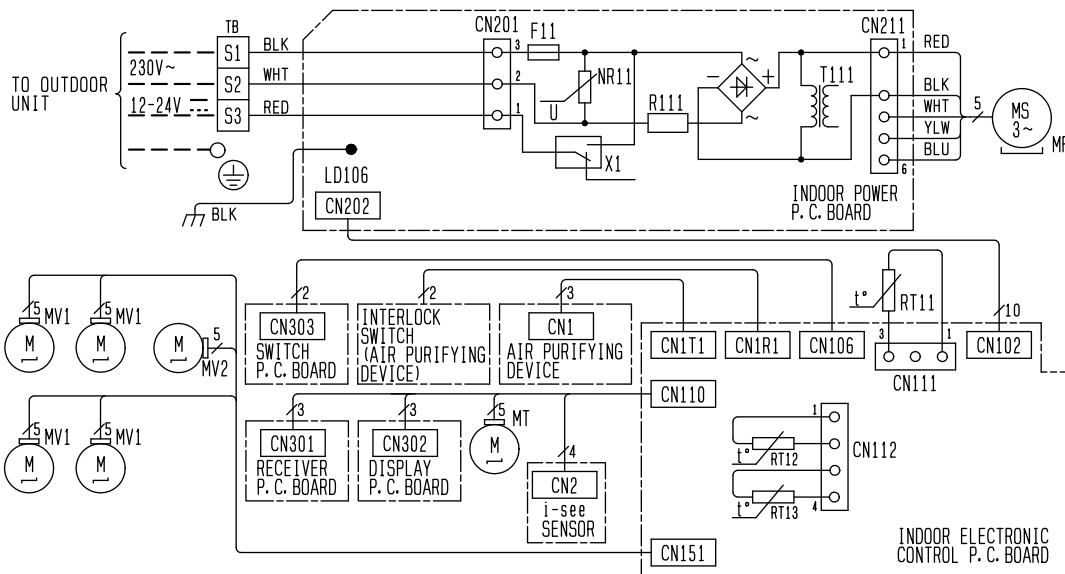 TO OUTDOOR
UNIT
230V~
12-24V
TB
S1
S2
S3
BLK
WHT
RED
BLK
CN201
3
2
1
F11
NR11
U
X1
R111
~
~
-
+
T111
CN211
1
6
RED
BLK
WHT
YLW
BLU
5
MS
3~
MF
LD106
CN202
INDOOR POWER
P.C.BOARD
5
MV1
M
5
MV1
M
M
5
MV2
5
MV1
M
5
MV1
M
2
CN303
SWITCH
P.C.BOARD
2
INTERLOCK
SWITCH
(AIR PURIFYING
DEVICE)
3
CN1
AIR PURIFYING
DEVICE
3
CN301
RECEIVER
P.C.BOARD
3
CN302
DISPLAY
P.C.BOARD
5
MT
M
4
CN2
i-see
SENSOR
CN1T1
CN1R1
CN106
CN110
CN151
t°
RT11
3
1
CN111
10
CN102
1
4
CN112
t°
RT12
t°
RT13
INDOOR ELECTRONIC
CONTROL P.C.BOARD